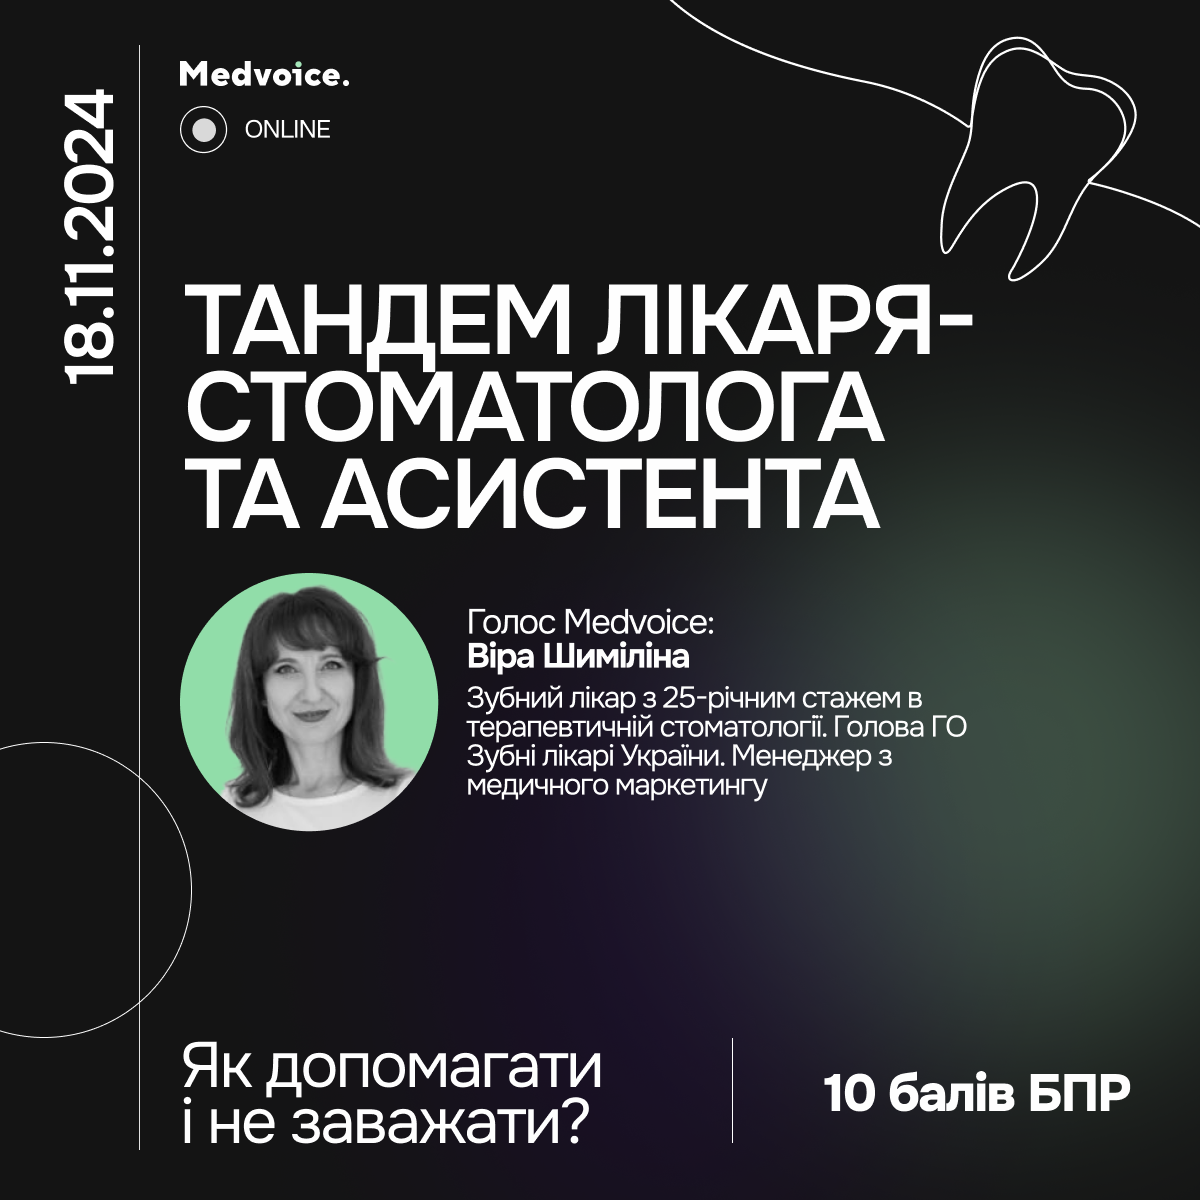 18.11.2024
Medvoice.
ONLINE
ТАНДЕМ ЛІКАРЯ-
СТОМАТОЛОГА
ТА АСИСТЕНТА
Голос Medvoice:
Віра Шиміліна
Зубний лікар з 25-річним стажем в
терапевтичній стоматології. Голова ГО
Зубні лікарі України. Менеджер з
медичного маркетингу
Як допомагати
і не заважати?
10 балів БПР